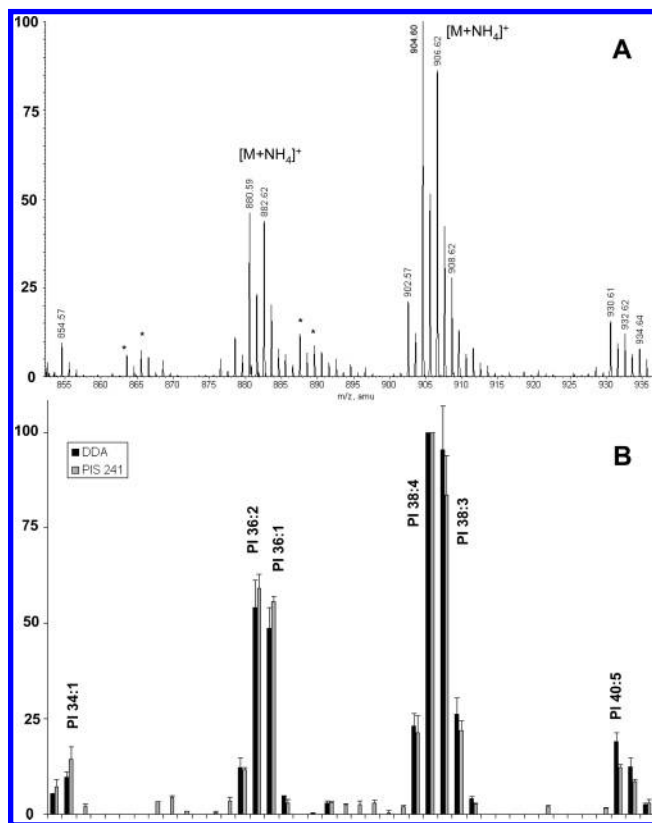 100
75
50
25
0
A
[M+NH4]+
[M+NH4]+
854.57
*
*
880.59
882.62
*
*
902.57
904.60
906.62
908.62
930.61
932.62
934.64
855 860 865 870 875 880 885 890 895 900 905 910 915 920 925 930 935
m/z, amu
B
DDA
PIS 241
100
75
50
25
0
PI 34:1
PI 36:2
PI 36:1
PI 38:4
PI 38:3
PI 40:5